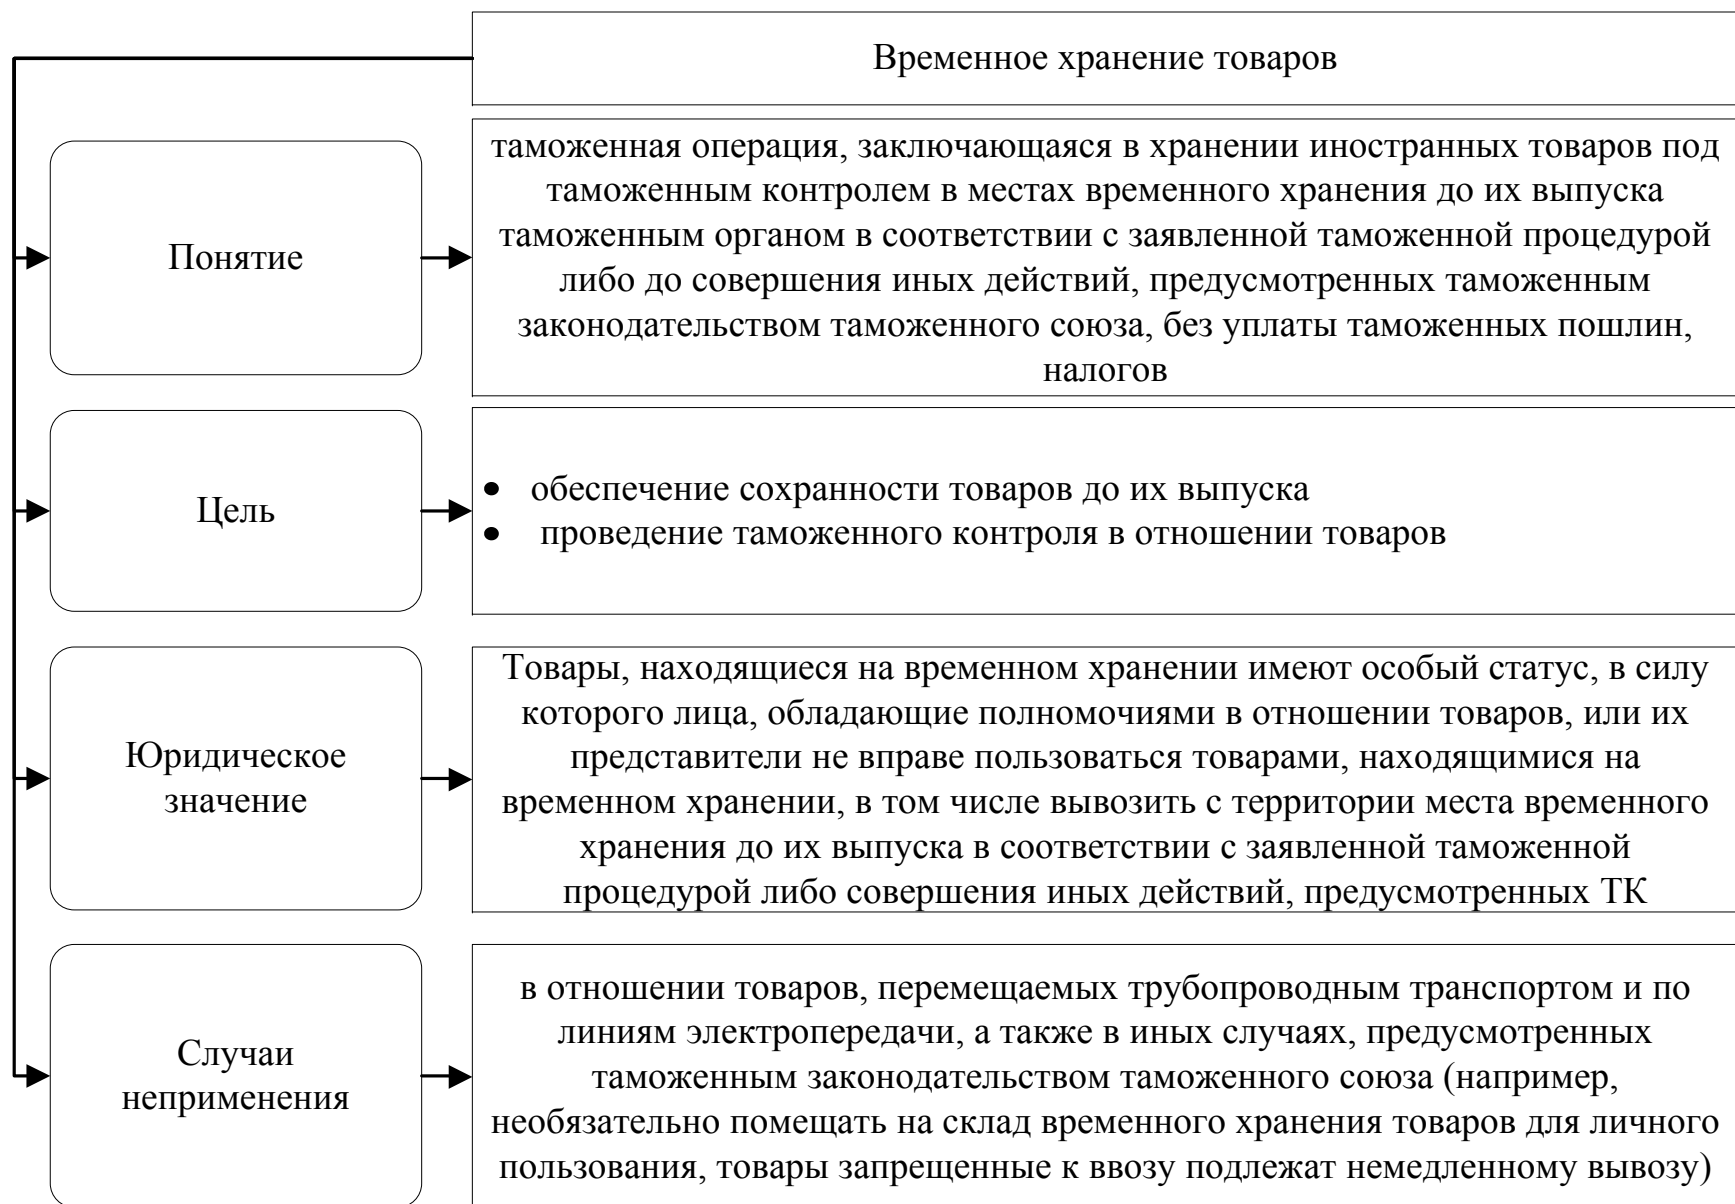 Временное хранение товаров
Понятие
таможенная операция, заключающаяся в хранении иностранных товаров под
таможенным контролем в местах временного хранения до их выпуска
таможенным органом в соответствии с заявленной таможенной процедурой
либо до совершения иных действий, предусмотренных таможенным
законодательством таможенного союза, без уплаты таможенных пошлин,
налогов
Цель
• обеспечение сохранности товаров до их выпуска
• проведение таможенного контроля в отношении товаров
Юридическое
значение
Товары, находящиеся на временном хранении имеют особый статус, в силу
которого лица, обладающие полномочиями в отношении товаров, или их
представители не вправе пользоваться товарами, находящимися на
временном хранении, в том числе вывозить с территории места временного
хранения до их выпуска в соответствии с заявленной таможенной
процедурой либо совершения иных действий, предусмотренных ТК
Случаи
неприменения
в отношении товаров, перемещаемых трубопроводным транспортом и по
линиям электропередачи, а также в иных случаях, предусмотренных
таможенным законодательством таможенного союза (например,
необязательно помещать на склад временного хранения товаров для личного
пользования, товары запрещенные к ввозу подлежат немедленному вывозу)